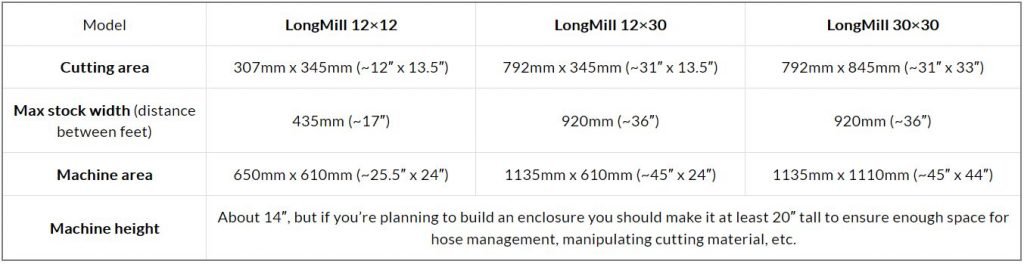 Model LongMill 12×12 LongMill 12×30 LongMill 30×30
Cutting area 307mm x 345mm (~12″ x 13.5″) 792mm x 345mm (~31″ x 13.5″) 792mm x 845mm (~31″ x 33″)
Max stock width (distance
between feet) 435mm (~17″) 920mm (~36″) 920mm (~36″)
Machine area 650mm x 610mm (~25.5″ x 24″) 1135mm x 610mm (~45″ x 24″) 1135mm x 1110mm (~45″ x 44″)
Machine height About 14″, but if you’re planning to build an enclosure you should make it at least 20″ tall to ensure enough space for
hose management, manipulating cutting material, etc.